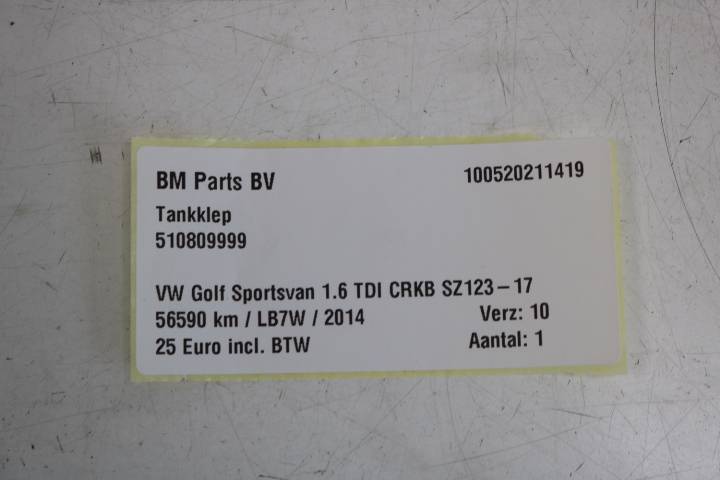 BM Parts BV 100520211419
Tankklep
510809999
VW Golf Sportsvan 1.6 TDI CRKB SZ123-17
56590 km / LB7W / 2014 Verz: 10
25 Euro incl. BTW Aantal: 1